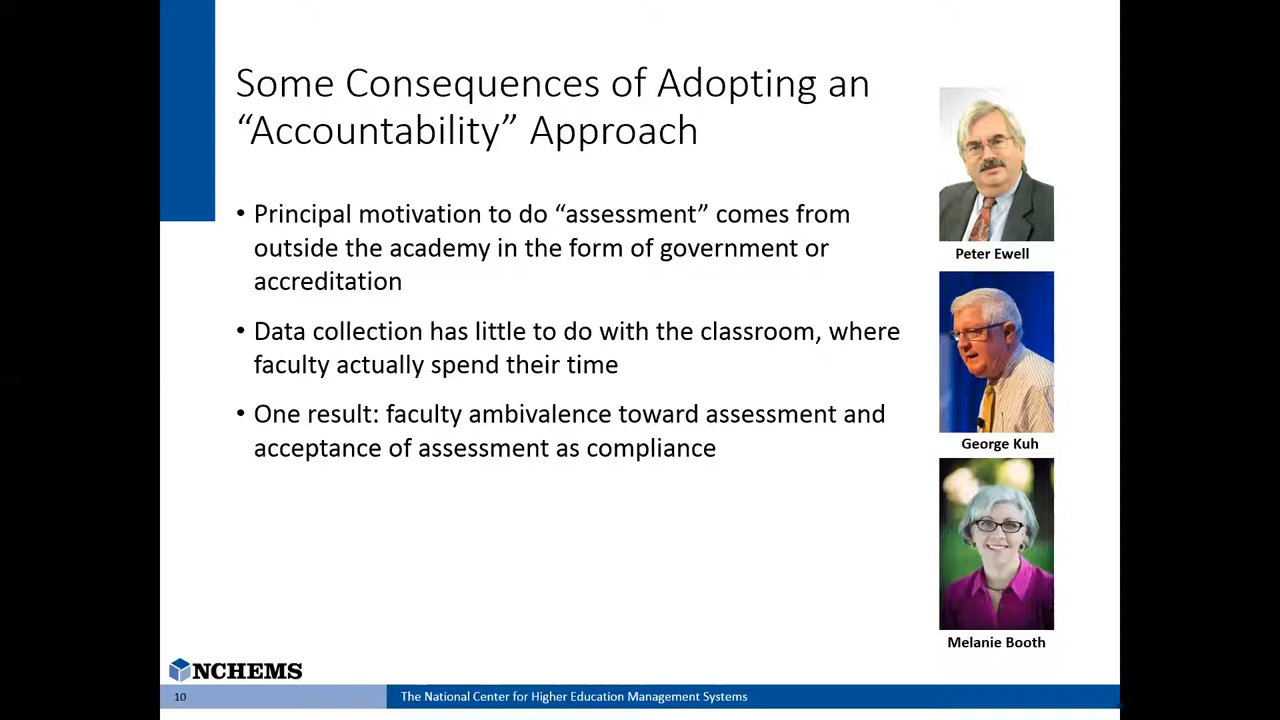 Some Consequences of Adopting an
“Accountability” Approach
• Principal motivation to do “assessment” comes from
outside the academy in the form of government or
accreditation
• Data collection has little to do with the classroom, where
faculty actually spend their time
• One result: faculty ambivalence toward assessment and
acceptance of assessment as compliance
Peter Ewell
George Kuh
Melanie Booth
NCHEMS
10
The National Center for Higher Education Management Systems